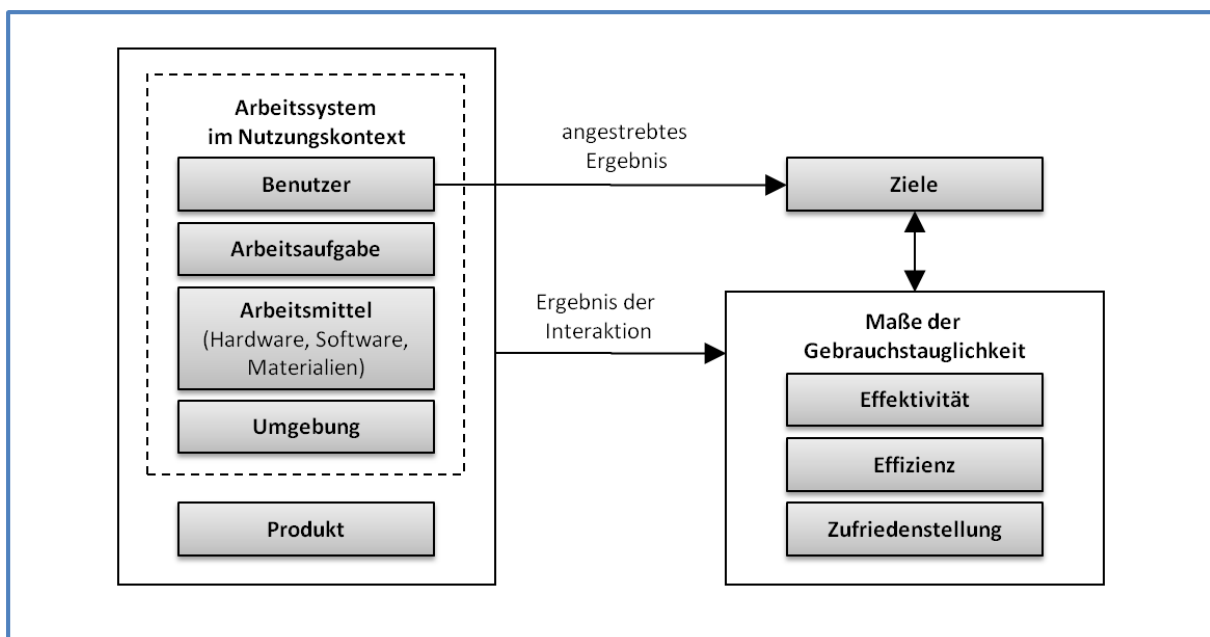 Arbeitssystem
im Nutzungskontext
Benutzer
Arbeitsaufgabe
Arbeitsmittel
(Hardware, Software,
Materialien)
Umgebung
Produkt
angestrebtes
Ergebnis
Ergebnis der
Interaktion
Ziele
Maße der
Gebrauchstauglichkeit
Effektivität
Effizienz
Zufriedenstellung